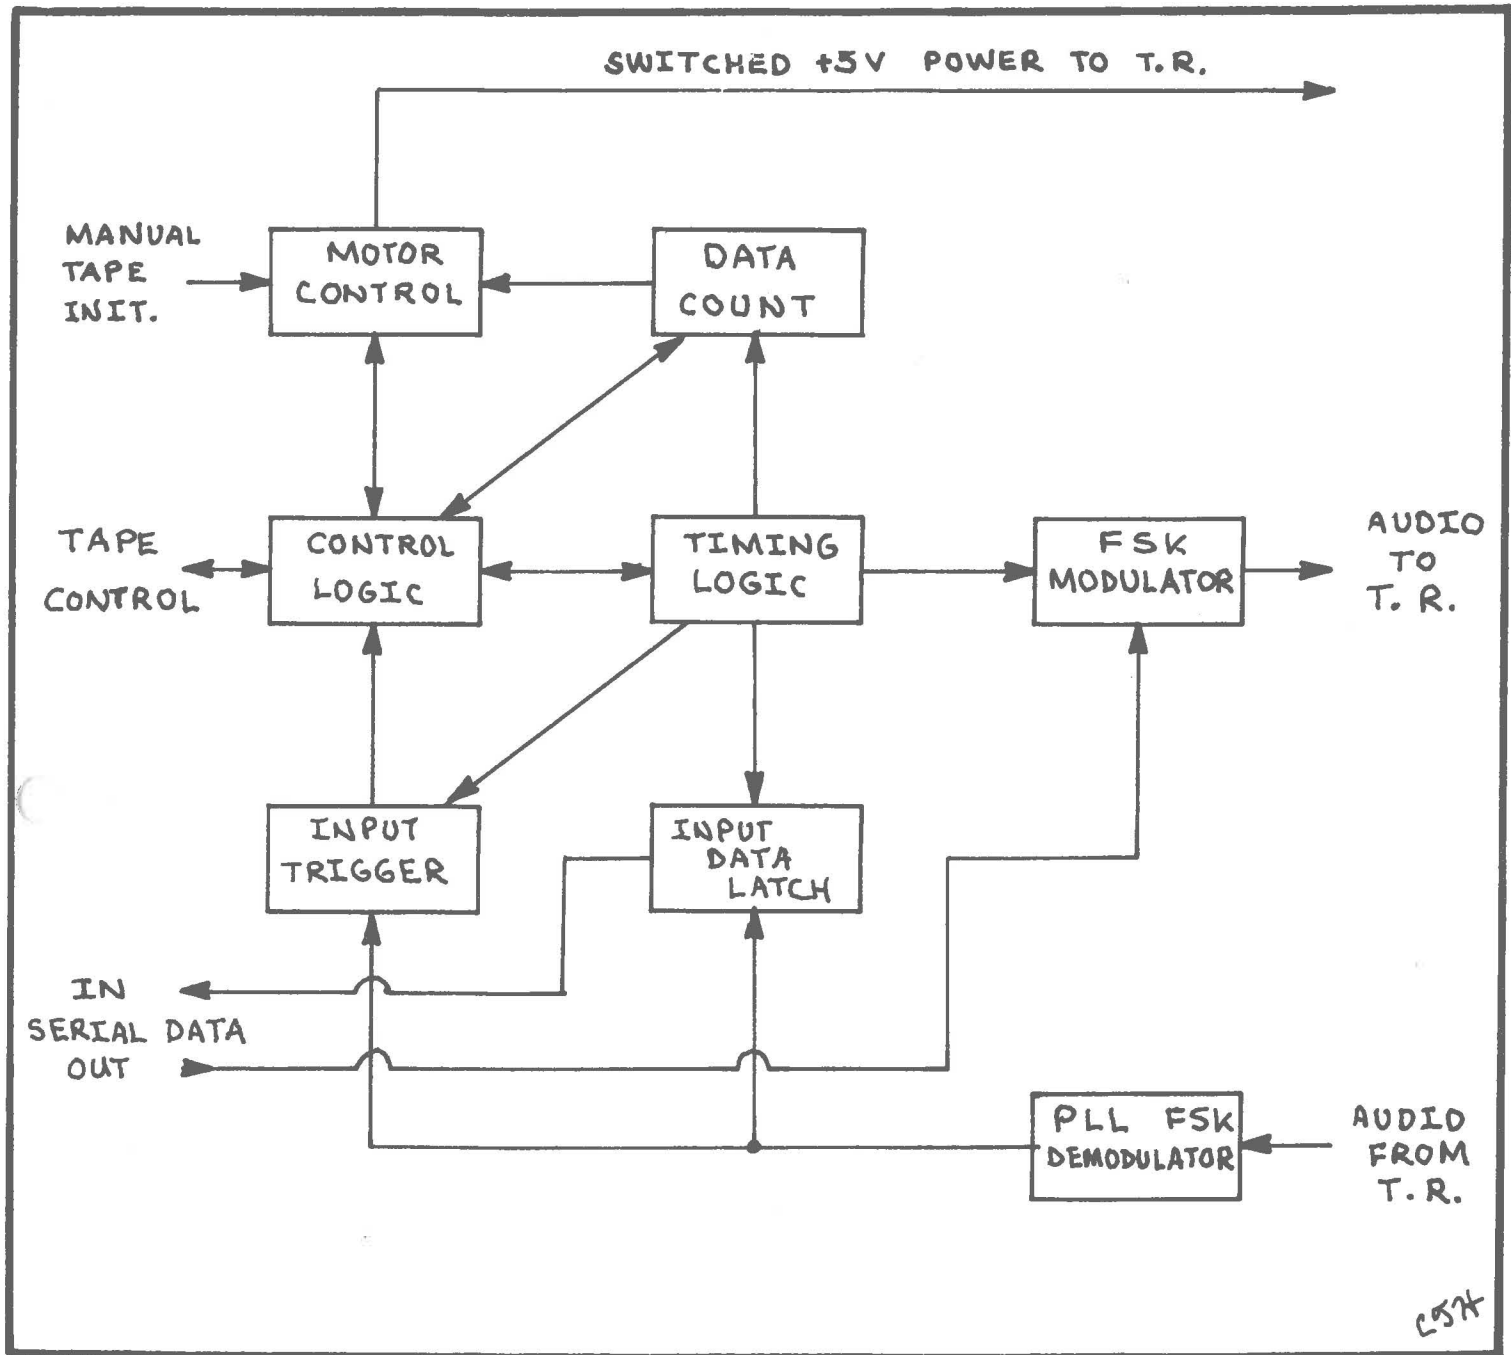 SWITCHED +5V POWER TO T.R.
MANUAL
TAPE
INIT.
MOTOR
CONTROL
DATA
COUNT
TAPE
CONTROL
CONTROL
LOGIC
TIMING
LOGIC
FSK
MODULATOR
AUDIO
TO
T. R.
INPUT
TRIGGER
INPUT
DATA
LATCH
IN
SERIAL DATA
OUT
PLL FSK
DEMODULATOR
AUDIO
FROM
T.R.